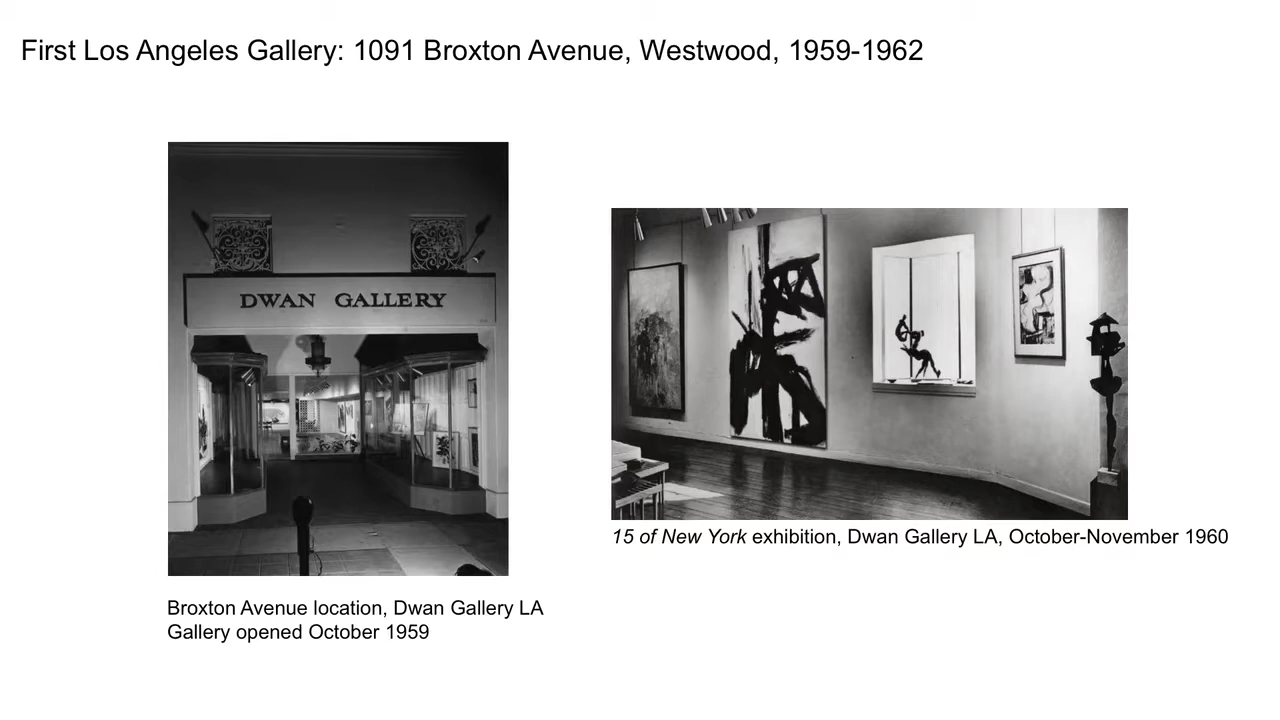 First Los Angeles Gallery: 1091 Broxton Avenue, Westwood, 1959-1962
DWAN GALLERY
15 of New York exhibition, Dwan Gallery LA, October-November 1960
Broxton Avenue location, Dwan Gallery LA
Gallery opened October 1959